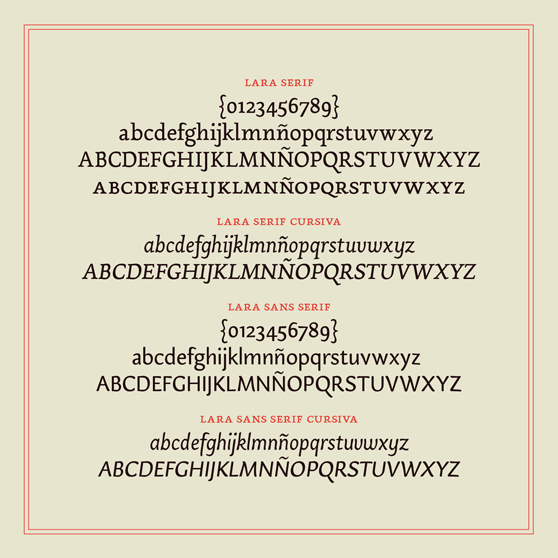 LARA SERIF
{0123456789}
abcdefghijklmnñopqrstuvwxyz
ABCDEFGHIJKLMNÑOPQRSTUVWXYZ
ABCDEFGHIJKLMNÑOPQRSTUVWXYZ
LARA SERIF CURSIVA
abcdefghijklmnñopqrstuvwxyz
ABCDEFGHIJKLMNÑOPQRSTUVWXYZ
LARA SANS SERIF
{0123456789}
abcdefghijklmnñopqrstuvwxyz
ABCDEFGHIJKLMNÑOPQRSTUVWXYZ
LARA SANS SERIF CURSIVA
abcdefghijklmnñopqrstuvwxyz
ABCDEFGHIJKLMNÑOPQRSTUVWXYZ